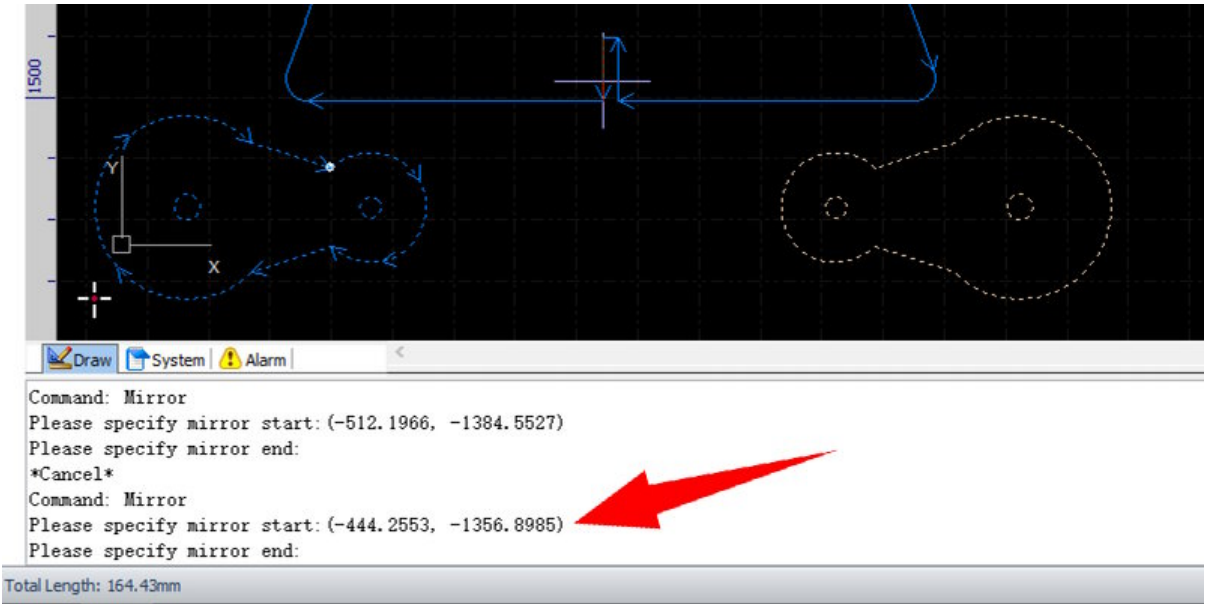 1500
Y
X
Draw System Alarm
Command: Mirror
Please specify mirror start:(-512.1966, -1384.5527)
Please specify mirror end:
*Cancel*
Command: Mirror
Please specify mirror start:(-444.2553, -1356.8985)
Please specify mirror end:
Total Length: 164.43mm